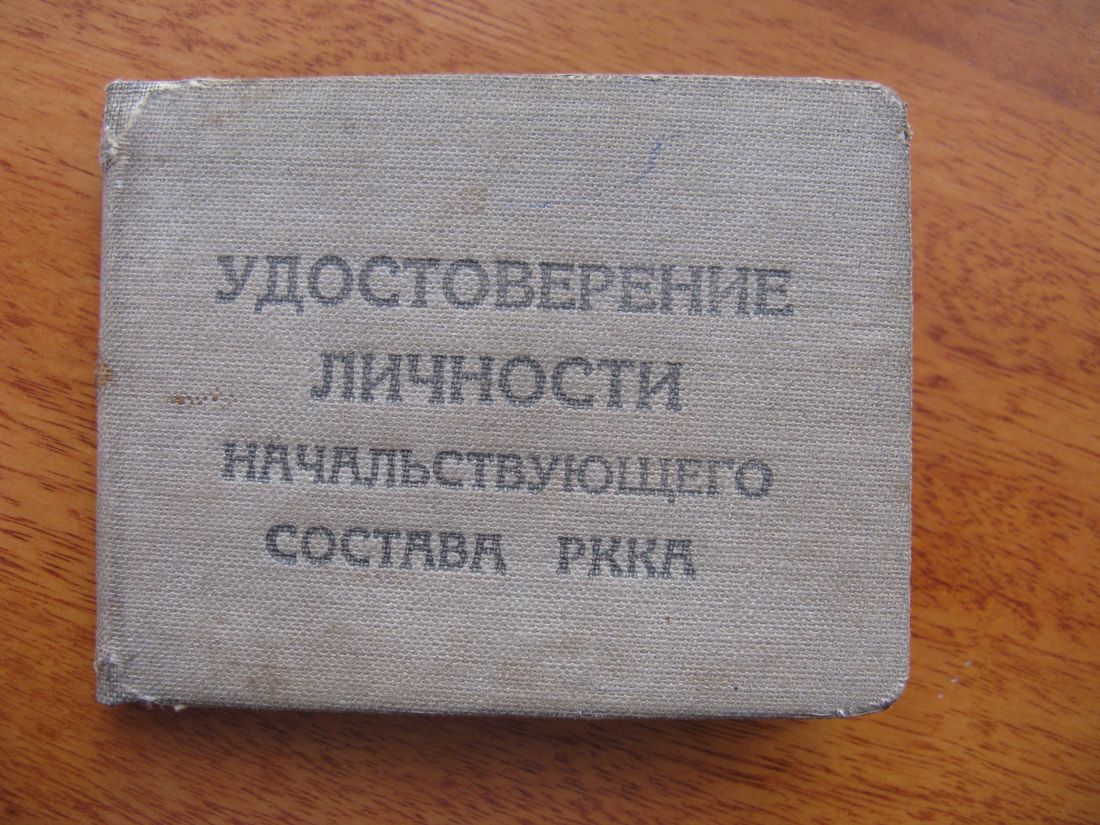 УДОСТОВЕРЕНИЕ
ЛИЧНОСТИ
НАЧАЛЬСТВУЮЩЕГО
СОСТАВА РККА